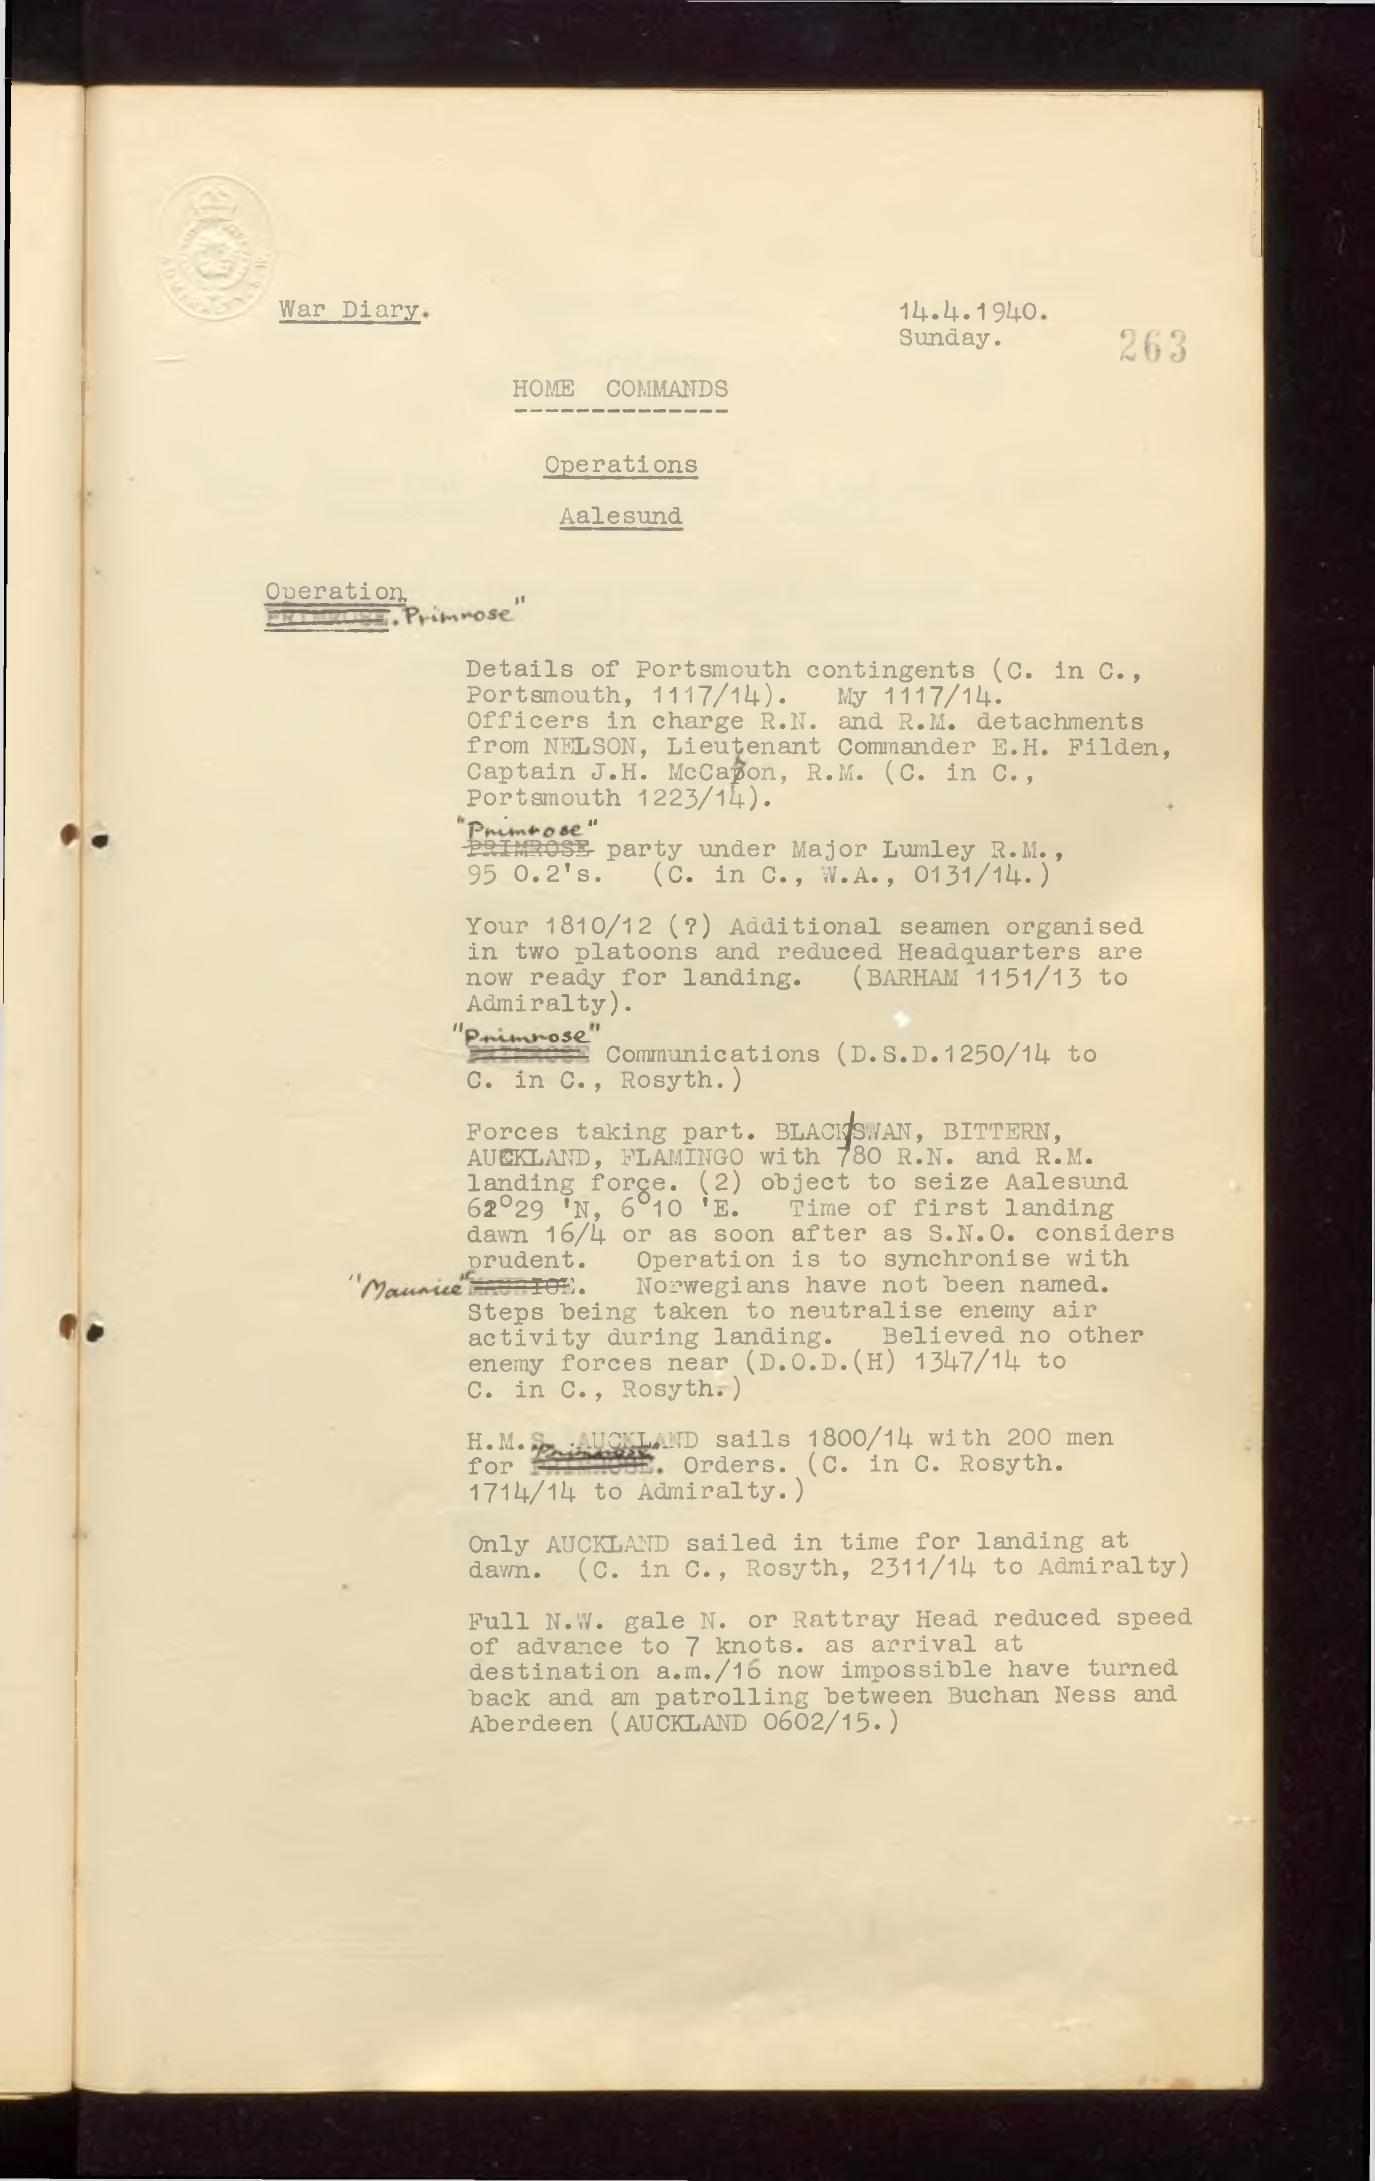 War Diary.
14.4.1940.
Sunday.
263
HOME COMMANDS
Operations
Aalesund
Operation
PRIMROSE. Primrose"
Details of Portsmouth contingents (C. in C.,
Portsmouth, 1117/14). My 1117/14.
Officers in charge R.N. and R.M. detachments
from NELSON, Lieutenant Commander E.H. Filden,
Captain J.H. on, R.M. (C. in C.,
Portsmouth 1223/14).
"Primrose"
PRIMROSE party under Major Lumley R.M.,
95 O.2's. (C. in C., W.A., 0131/14.)
Your 1810/12 (?) Additional seamen organised
in two platoons and reduced Headquarters are
now ready for landing. (BARHAM 1151/13 to
Admiralty).
"Primrose"
PRIMROSE Communications (D.S.D.1250/14 to
C. in C., Rosyth.)
Forces taking part. BLACK/SWAN, BITTERN,
AUCKLAND, FLAMINGO with 780 R.N. and R.M.
landing force. (2) object to seize Aalesund
62°29 'N, 6°10 'E. Time of first landing
dawn 16/4 or as soon after as S.N.O. considers
prudent. Operation is to synchronise with
"Maurice" MAURICE. Norwegians have not been named.
Steps being taken to neutralise enemy air
activity during landing. Believed no other
enemy forces near (D.O.D.(H) 1347/14 to
C. in C., Rosyth.)
H.M.S. AUCKLAND sails 1800/14 with 200 men
"Primrose"
for PRIMROSE. Orders. (C. in C. Rosyth.
1714/14 to Admiralty.)
Only AUCKLAND sailed in time for landing at
dawn. (C. in C., Rosyth, 2311/14 to Admiralty)
Full N.W. gale N. or Rattray Head reduced speed
of advance to 7 knots. as arrival at
destination a.m./16 now impossible have turned
back and am patrolling between Buchan Ness and
Aberdeen (AUCKLAND 0602/15.)